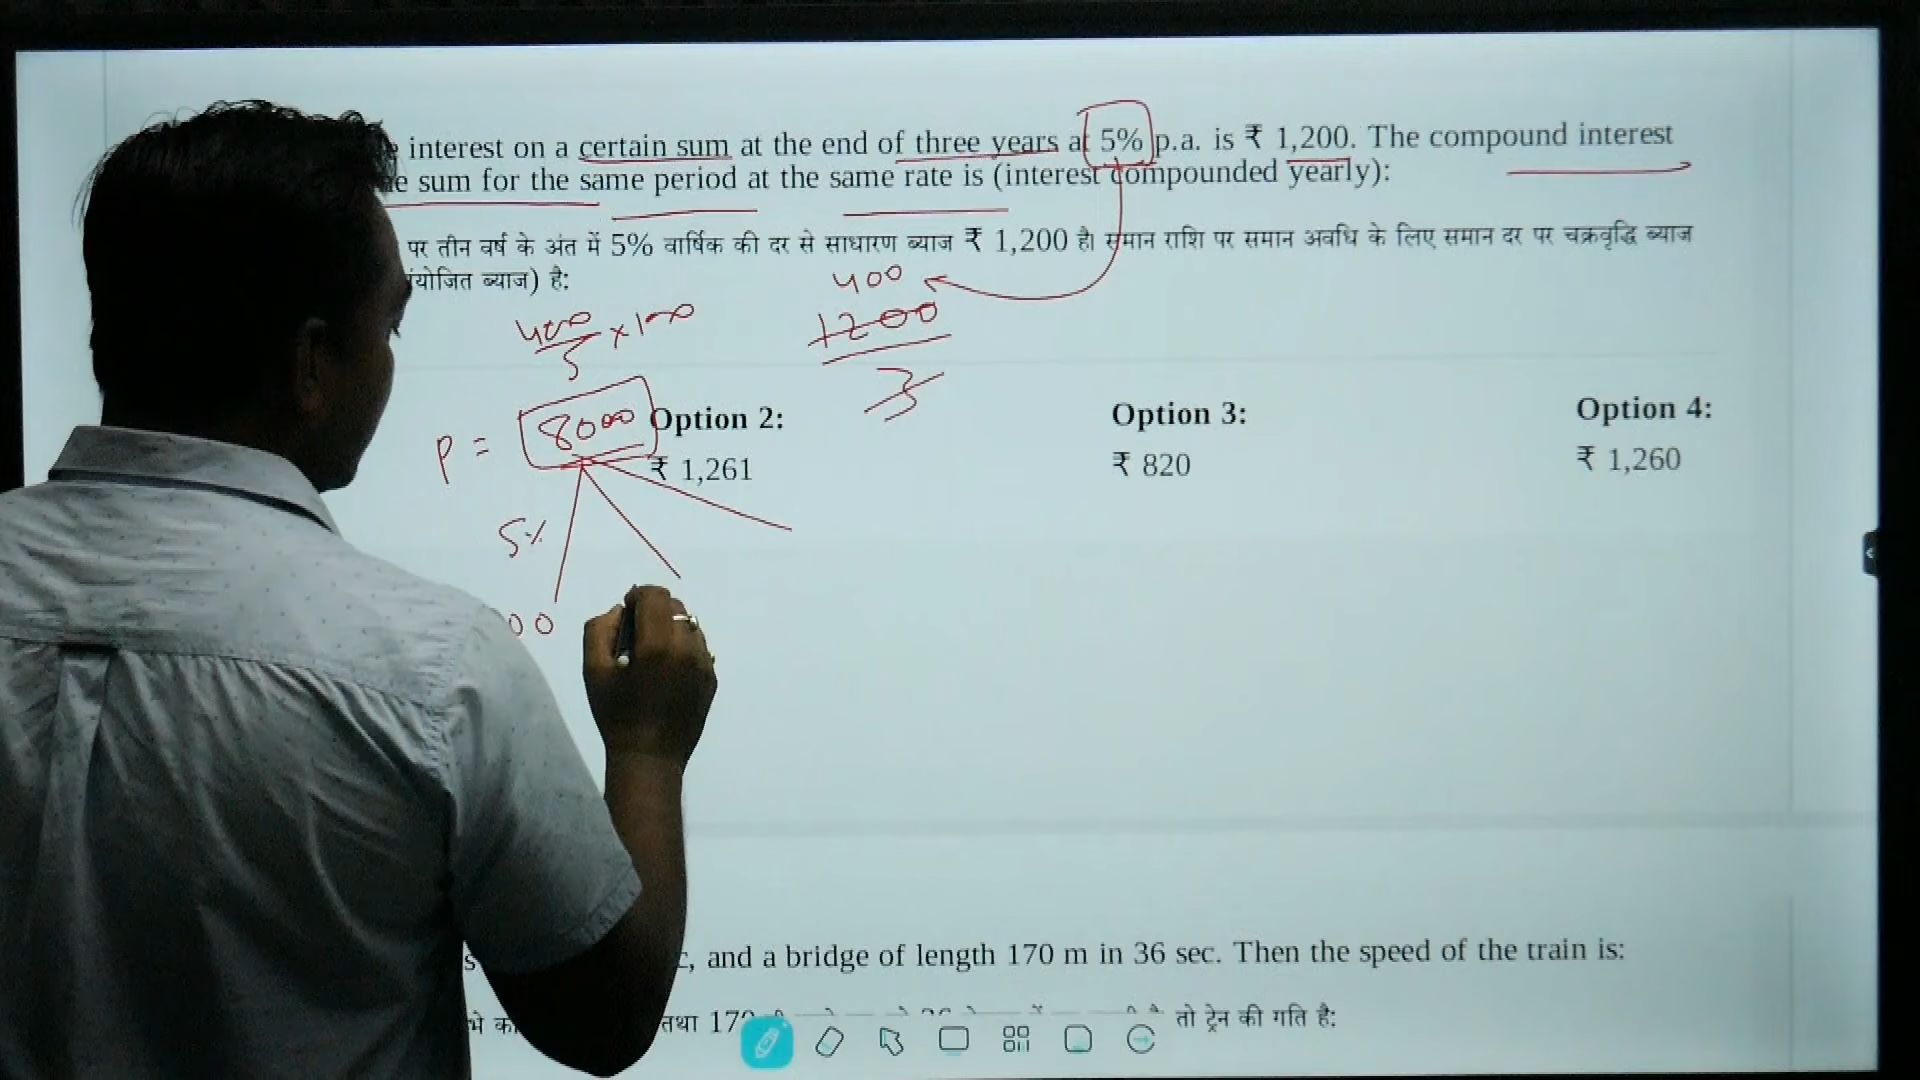 interest on a certain sum at the end of three years at 5% p.a. is ₹ 1,200. The compound interest
sum for the same period at the same rate is (interest compounded yearly):
पर तीन वर्ष के अंत में 5% वार्षिक की दर से साधारण ब्याज ₹ 1,200 है। समान राशि पर समान अवधि के लिए समान दर पर चक्रवृद्धि ब्याज
ब्याज) है:
400
400/5 × 100
1200
3
P = 8000
Option 2:
₹ 1,261
Option 3:
₹ 820
Option 4:
₹ 1,260
5%
00
and a bridge of length 170 m in 36 sec. Then the speed of the train is:
तथा
तो ट्रेन की गति है: